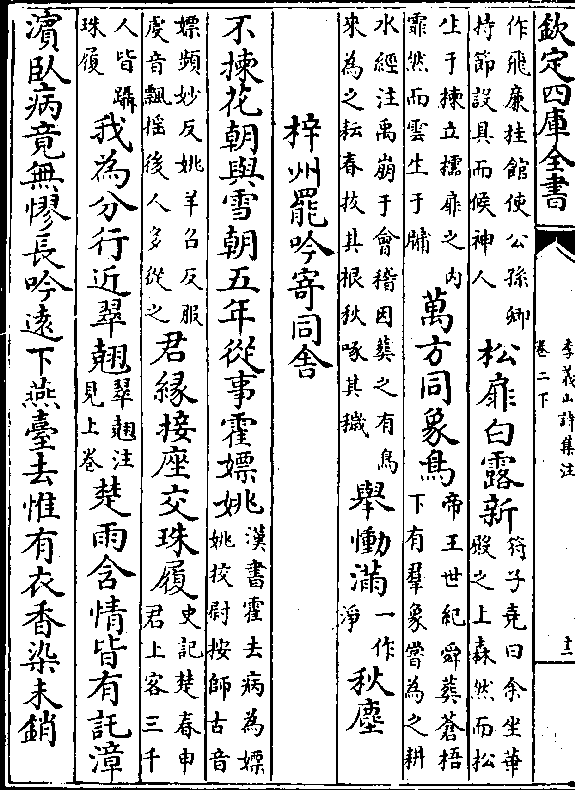 欽定四庫全書
李義山詩集注
卷二下
作飛廉桂館使公孫卿
持節設具而候神人
松扉白露新
符子堯曰余坐華
殿之上森然而松
生于棟立櫺扉之内
霏然而雲生于牖
萬方同象鳥
帝王世紀舜葬蒼梧
下有羣象嘗為之耕
水經注禹崩于會稽因葬之有鳥
來為之耘春拔其根秋啄其穢
舉慟滿
一作
淨
秋塵
梓州罷吟寄同舍
不揀花朝與雪朝五年從事霍嫖姚
漢書霍去病為嫖
姚挍尉按師古音
嫖頻妙反姚羊召反服
虔音飄揺後人多從之
君緣接座交珠履
史記楚春申
君上客三千
人皆躡
珠履
我為分行近翠翹
翠翹注
見上巻
楚雨含情皆有託漳
濵臥病竟無憀長吟遠下燕臺去惟有衣香染未銷